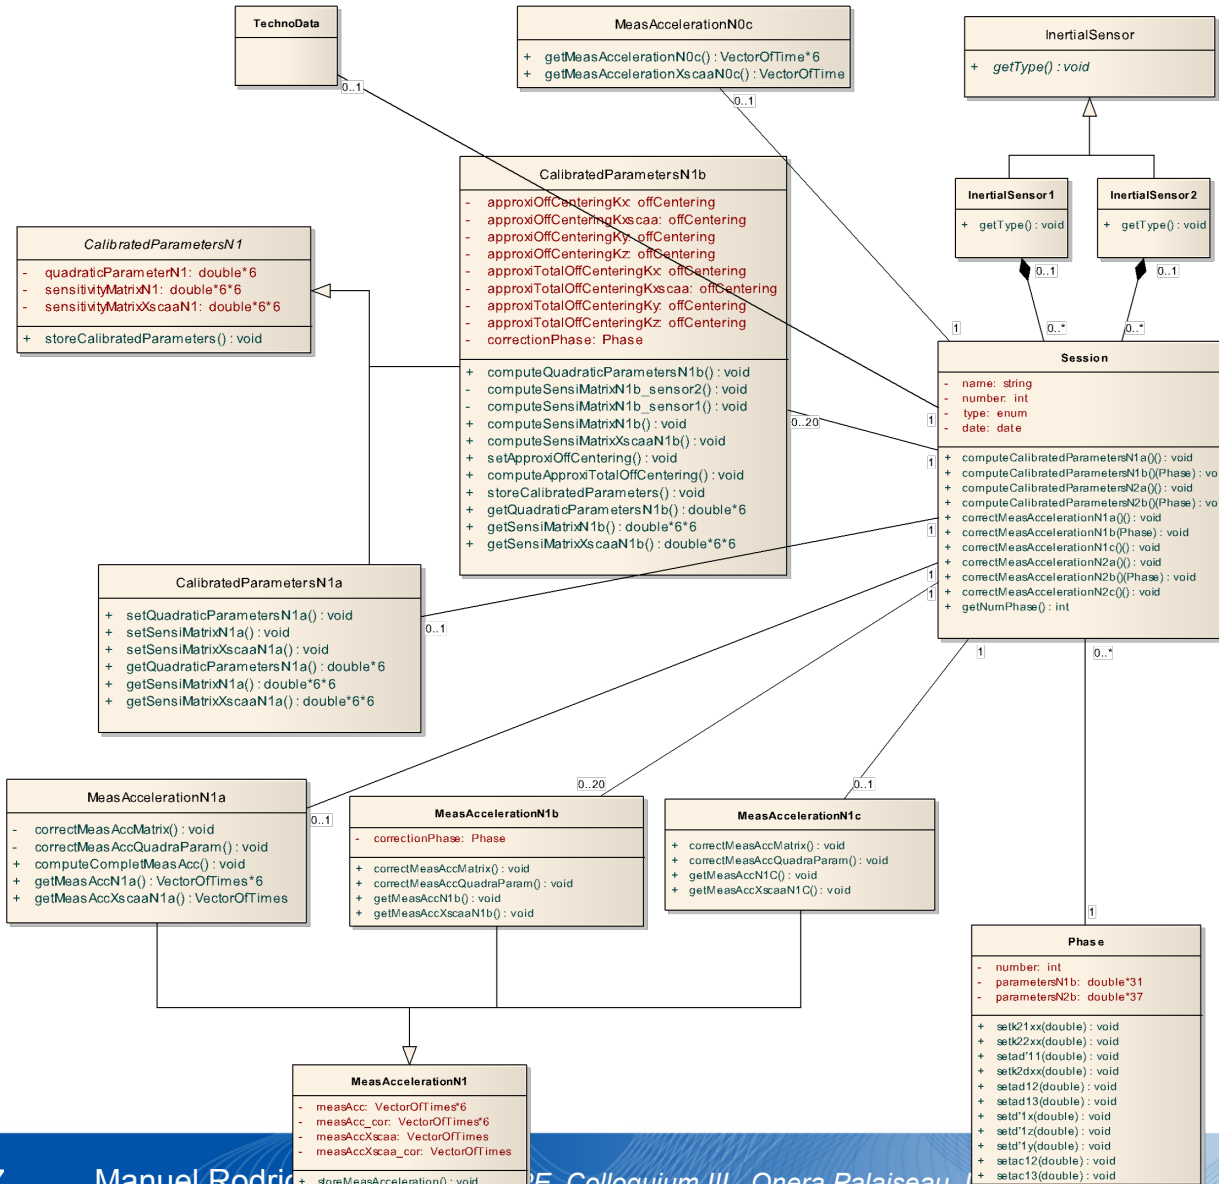 TechnoData
0..1
MeasAccelerationN0c
+ getMeasAccelerationN0c() : VectorOfTime*6
+ getMeasAccelerationXscaaN0c() : VectorOfTime
0..1
InertialSensor
+ getType() : void
InertialSensor1
+ getType() : void
0..1
0..*
InertialSensor2
+ getType() : void
0..1
0..*
CalibratedParametersN1b
- approxiOffCenteringKx: offCentering
- approxiOffCenteringKxscaa: offCentering
- approxiOffCenteringKy: offCentering
- approxiOffCenteringKz: offCentering
- approxiTotalOffCenteringKx: offCentering
- approxiTotalOffCenteringKxscaa: offCentering
- approxiTotalOffCenteringKy: offCentering
- approxiTotalOffCenteringKz: offCentering
- correctionPhase: Phase
+ computeQuadraticParametersN1b() : void
- computeSensiMatrixN1b_sensor2() : void
- computeSensiMatrixN1b_sensor1() : void
+ computeSensiMatrixN1b() : void
+ computeSensiMatrixXscaaN1b() : void
+ setApproxiOffCentering() : void
+ computeApproxiTotalOffCentering() : void
+ storeCalibratedParameters() : void
+ getQuadraticParametersN1b() : double*6
+ getSensiMatrixN1b() : double*6*6
+ getSensiMatrixXscaaN1b() : double*6*6
0..20
CalibratedParametersN1
- quadraticParameterN1: double*6
- sensitivityMatrixN1: double*6*6
- sensitivityMatrixXscaaN1: double*6*6
+ storeCalibratedParameters() : void
1
1
1
1
1
1
1
Session
- name: string
- number: int
- type: enum
- date: date
+ computeCalibratedParametersN1a()() : void
+ computeCalibratedParametersN1b()(Phase) : vo
+ computeCalibratedParametersN2a()() : void
+ computeCalibratedParametersN2b()(Phase) : vo
+ correctMeasAccelerationN1a()() : void
+ correctMeasAccelerationN1b(Phase) : void
+ correctMeasAccelerationN1c()() : void
+ correctMeasAccelerationN2a()() : void
+ correctMeasAccelerationN2b()(Phase) : void
+ correctMeasAccelerationN2c()() : void
+ getNumPhase() : int
0..*
CalibratedParametersN1a
+ setQuadraticParametersN1a() : void
+ setSensiMatrixN1a() : void
+ setSensiMatrixXscaaN1a() : void
+ getQuadraticParametersN1a() : double*6
+ getSensiMatrixN1a() : double*6*6
+ getSensiMatrixXscaaN1a() : double*6*6
0..1
MeasAccelerationN1a
- correctMeasAccMatrix() : void
- correctMeasAccQuadraParam() : void
+ computeCompletMeasAcc() : void
+ getMeasAccN1a() : VectorOfTimes*6
+ getMeasAccXscaaN1a() : VectorOfTimes
0..1
0..20
MeasAccelerationN1b
- correctionPhase: Phase
+ correctMeasAccMatrix() : void
+ correctMeasAccQuadraParam() : void
+ getMeasAccN1b() : void
+ getMeasAccXscaaN1b() : void
0..1
MeasAccelerationN1c
+ correctMeasAccMatrix() : void
+ correctMeasAccQuadraParam() : void
+ getMeasAccN1C() : void
+ getMeasAccXscaaN1C() : void
1
Phase
- number: int
- parametersN1b: double*31
- parametersN2b: double*37
+ setk21xx(double) : void
+ setk22xx(double) : void
+ setad'11(double) : void
+ setk2dxx(double) : void
+ setad12(double) : void
+ setad13(double) : void
+ setd'1x(double) : void
+ setd'1z(double) : void
+ setd'1y(double) : void
+ setac12(double) : void
+ setac13(double) : void
MeasAccelerationN1
- measAcc: VectorOfTimes*6
- measAcc_cor: VectorOfTimes*6
- measAccXscaa: VectorOfTimes
- measAccXscaa_cor: VectorOfTimes
+ storeMeasAcceleration() : void
Manuel Rodri
Colloquium III Onera Palaiseau